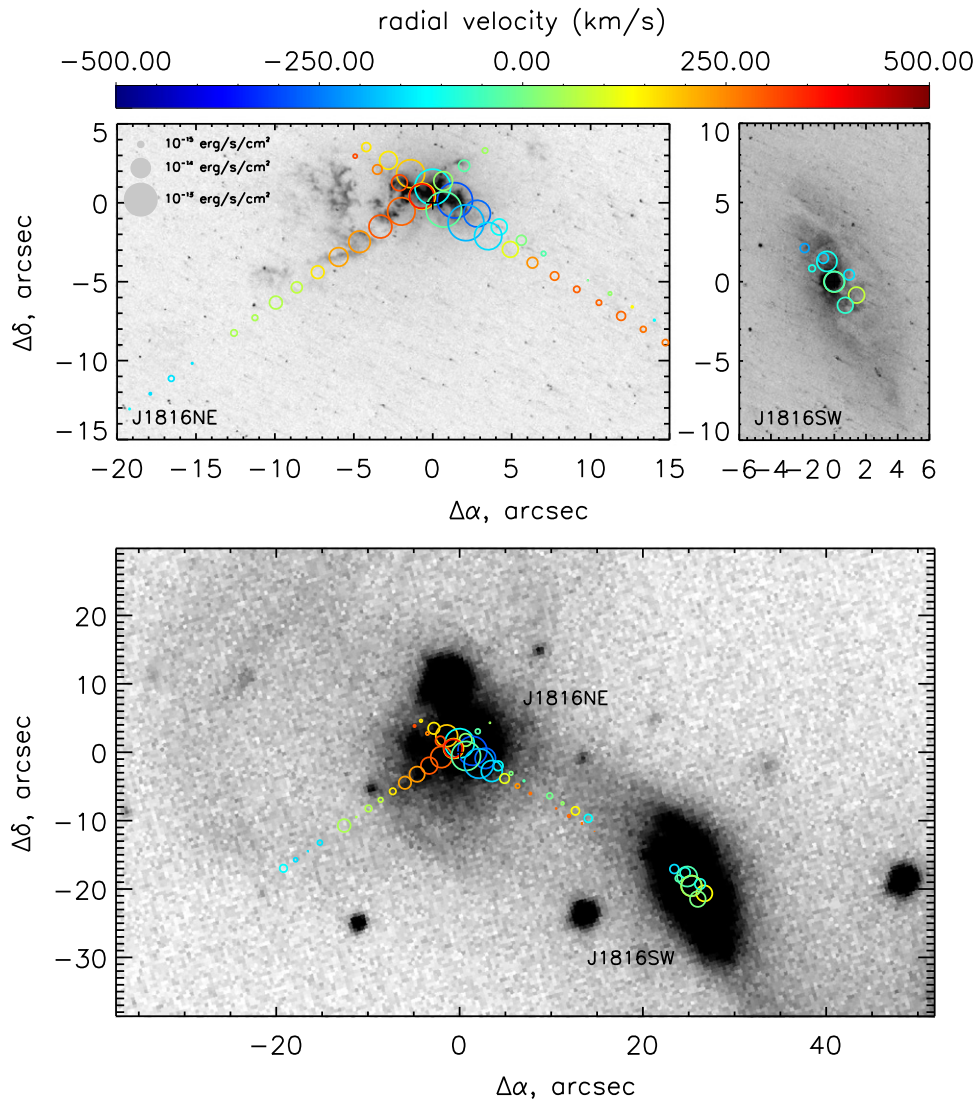 radial velocity (km/s)
−500.00 −250.00 0.00 250.00 500.00
5
0
−5
−10
−15
10⁻¹⁵ erg/s/cm²
10⁻¹⁴ erg/s/cm²
10⁻¹³ erg/s/cm²
J1816NE
Δδ, arcsec
−20 −15 −10 −5 0 5 10 15
Δα, arcsec
10
5
0
−5
−10
J1816SW
−6−4−2 0 2 4 6
Δα, arcsec
20
10
0
−10
−20
−30
Δδ, arcsec
J1816NE
J1816SW
−20 0 20 40
Δα, arcsec